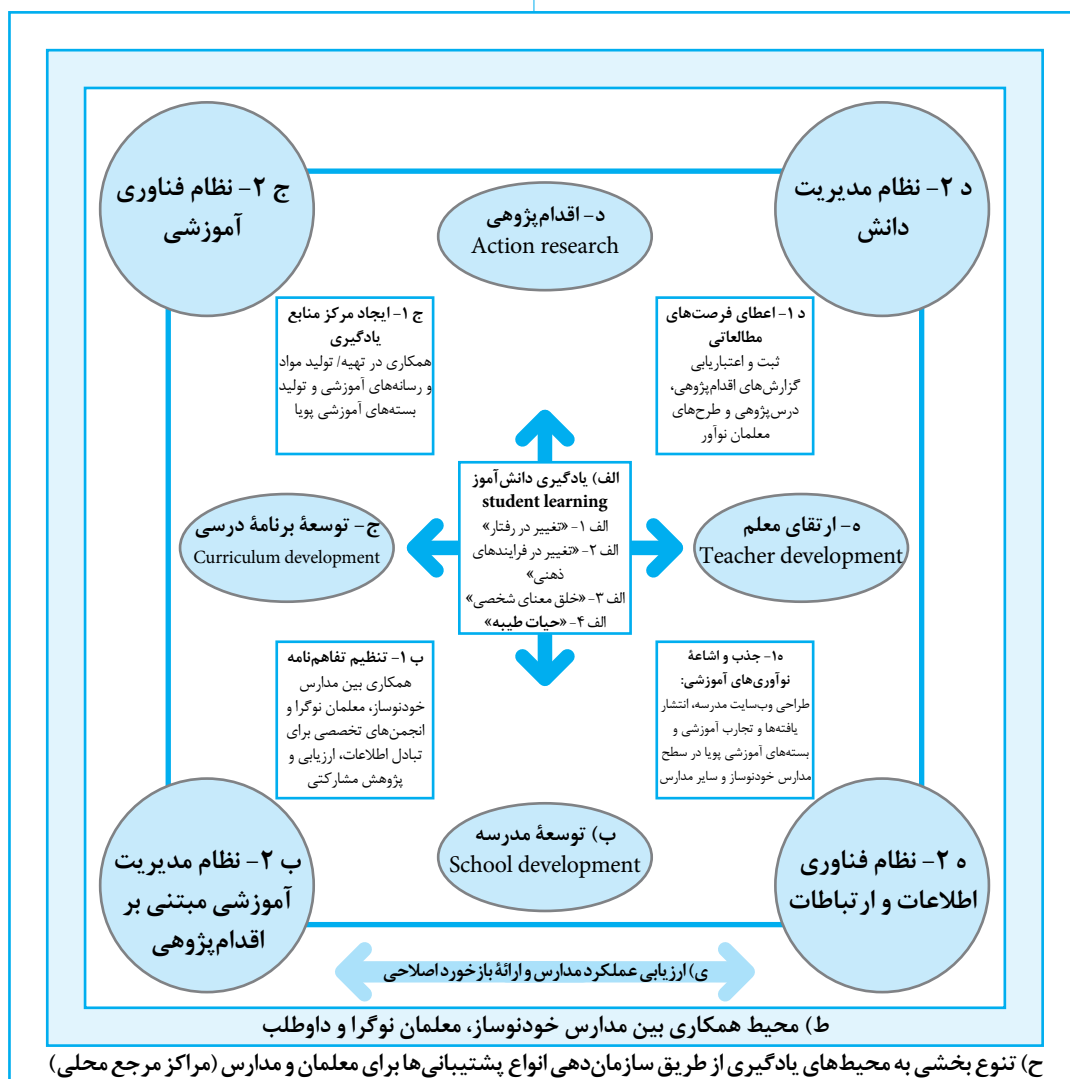 د ۲- نظام مدیریت
دانش
ج ۲- نظام فناوری
آموزشی
د- اقدام‌پژوهی
Action research
د ۱- اعطای فرصت‌های
مطالعاتی
ثبت و اعتباریابی
گزارش‌های اقدام‌پژوهی،
درس‌پژوهی و طرح‌های
معلمان نوآور
ج ۱- ایجاد مرکز منابع
یادگیری
همکاری در تهیه/ تولید مواد
و رسانه‌های آموزشی و تولید
بسته‌های آموزشی پویا
ه- ارتقای معلم
Teacher development
الف) یادگیری دانش‌آموز
student learning
الف ۱- «تغییر در رفتار»
الف ۲- «تغییر در فرایندهای
ذهنی»
الف ۳- «خلق معنای شخصی»
الف ۴- «حیات طیبه»
ج- توسعهٔ برنامهٔ درسی
Curriculum development
ه۱- جذب و اشاعهٔ
نوآوری‌های آموزشی:
طراحی وب‌سایت مدرسه، انتشار
یافته‌ها و تجارب آموزشی و
بسته‌های آموزشی پویا در سطح
مدارس خودنوساز و سایر مدارس
ب ۱- تنظیم تفاهم‌نامه
همکاری بین مدارس
خودنوساز، معلمان نوگرا و
انجمن‌های تخصصی برای
تبادل اطلاعات، ارزیابی و
پژوهش مشارکتی
ب) توسعهٔ مدرسه
School development
ه ۲- نظام فناوری
اطلاعات و ارتباطات
ب ۲- نظام مدیریت
آموزشی مبتنی بر
اقدام‌پژوهی
ی) ارزیابی عملکرد مدارس و ارائهٔ بازخورد اصلاحی
ط) محیط همکاری بین مدارس خودنوساز، معلمان نوگرا و داوطلب
ح) تنوع بخشی به محیط‌های یادگیری از طریق سازمان‌دهی انواع پشتیبانی‌ها برای معلمان و مدارس (مراکز مرجع محلی)